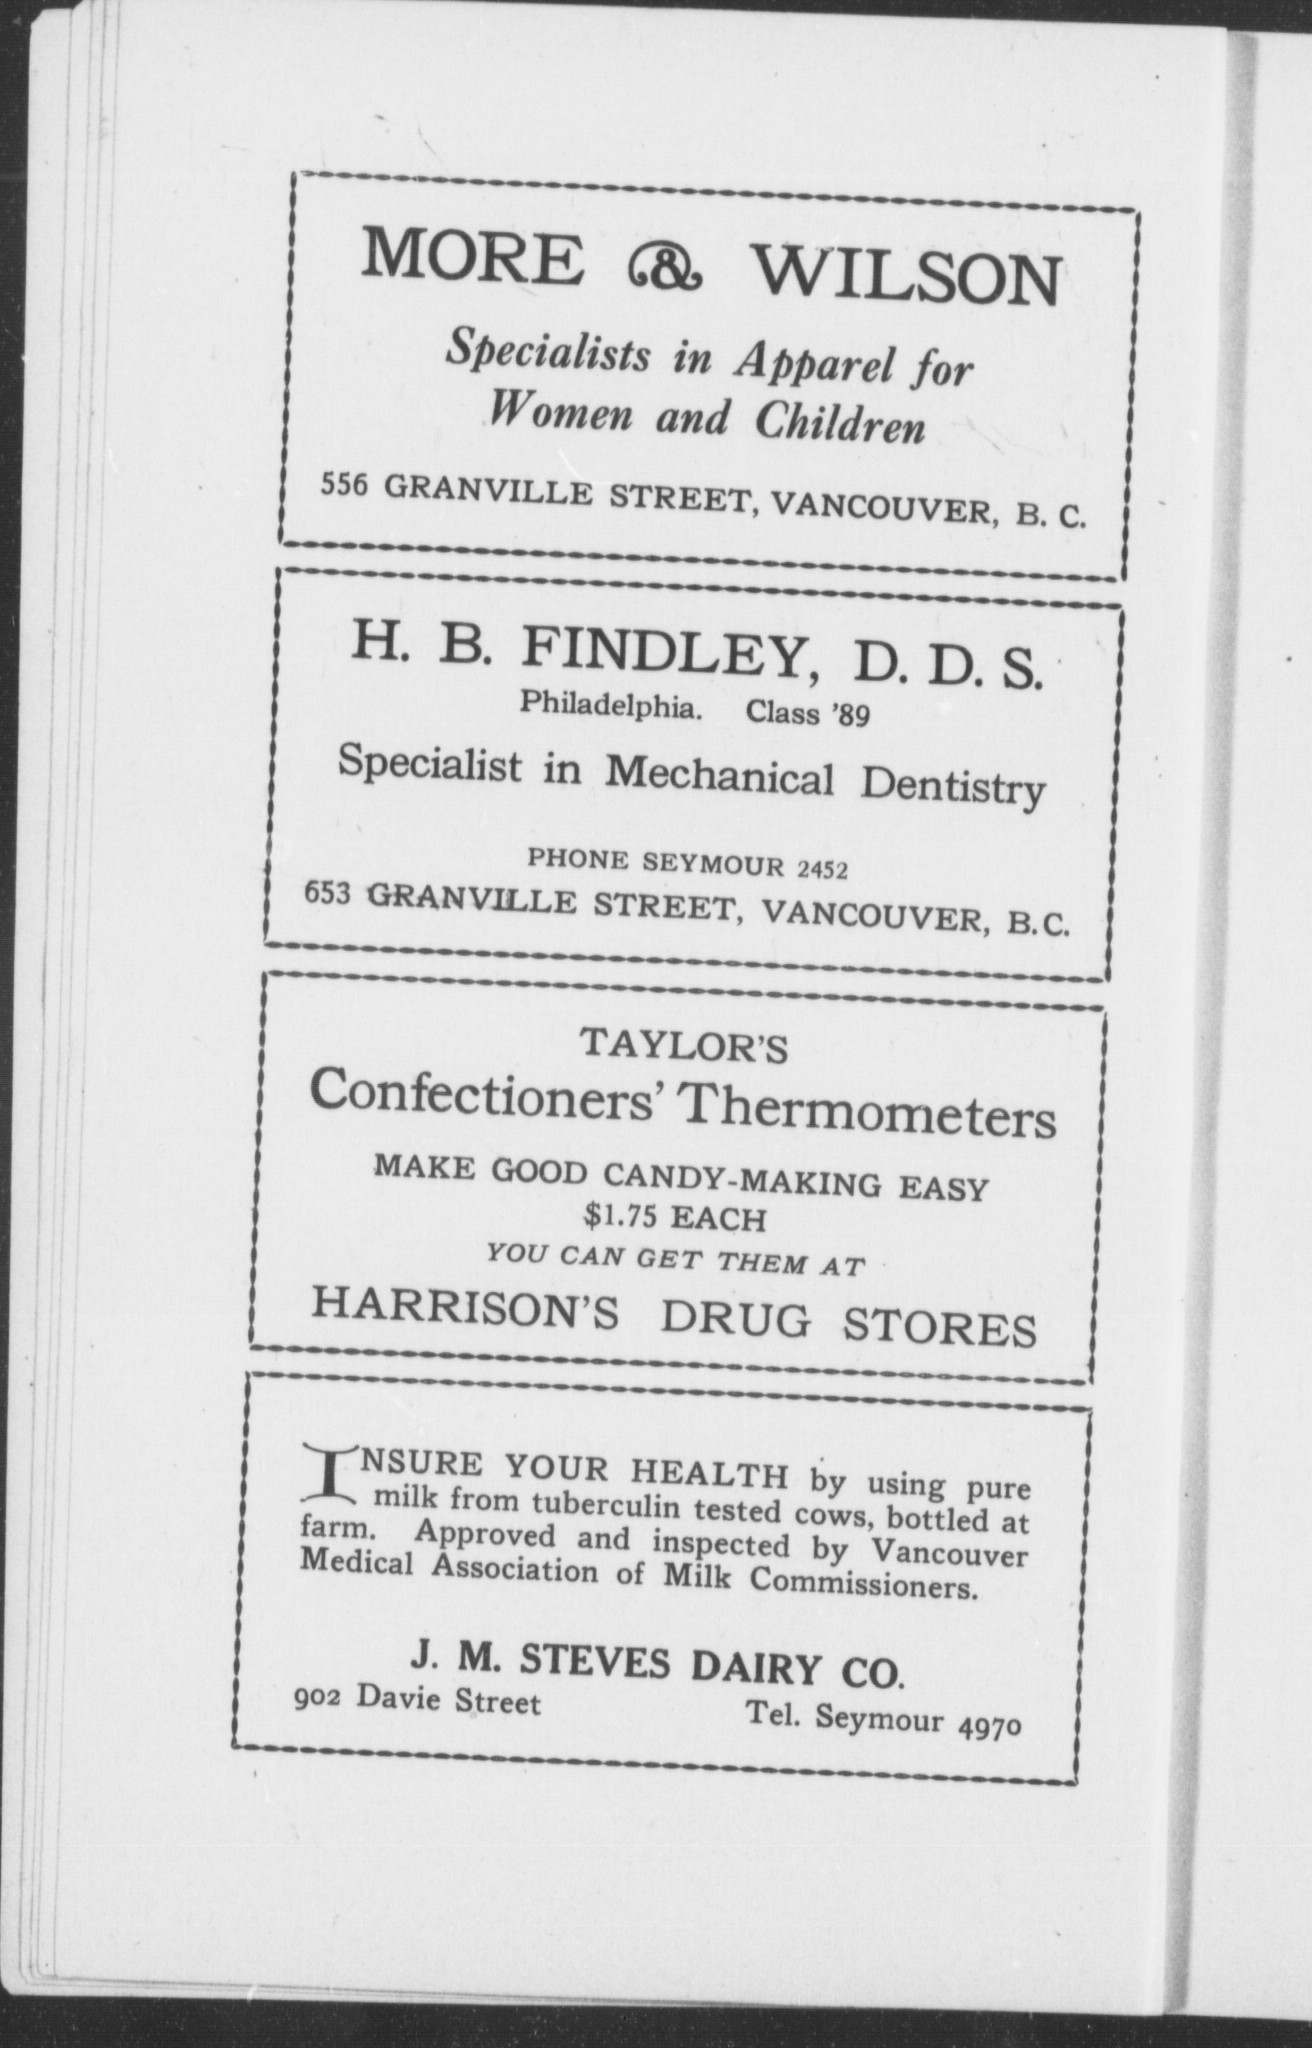 MORE & WILSON
Specialists in Apparel for
Women and Children
556 GRANVILLE STREET, VANCOUVER, B. C.
H. B. FINDLEY, D. D. S.
Philadelphia. Class '89
Specialist in Mechanical Dentistry
PHONE SEYMOUR 2452
653 GRANVILLE STREET, VANCOUVER, B.C.
TAYLOR'S
Confectioners' Thermometers
MAKE GOOD CANDY-MAKING EASY
$1.75 EACH
YOU CAN GET THEM AT
HARRISON'S DRUG STORES
INSURE YOUR HEALTH by using pure
milk from tuberculin tested cows, bottled at
farm. Approved and inspected by Vancouver
Medical Association of Milk Commissioners.
J. M. STEVES DAIRY CO.
902 Davie Street Tel. Seymour 4970